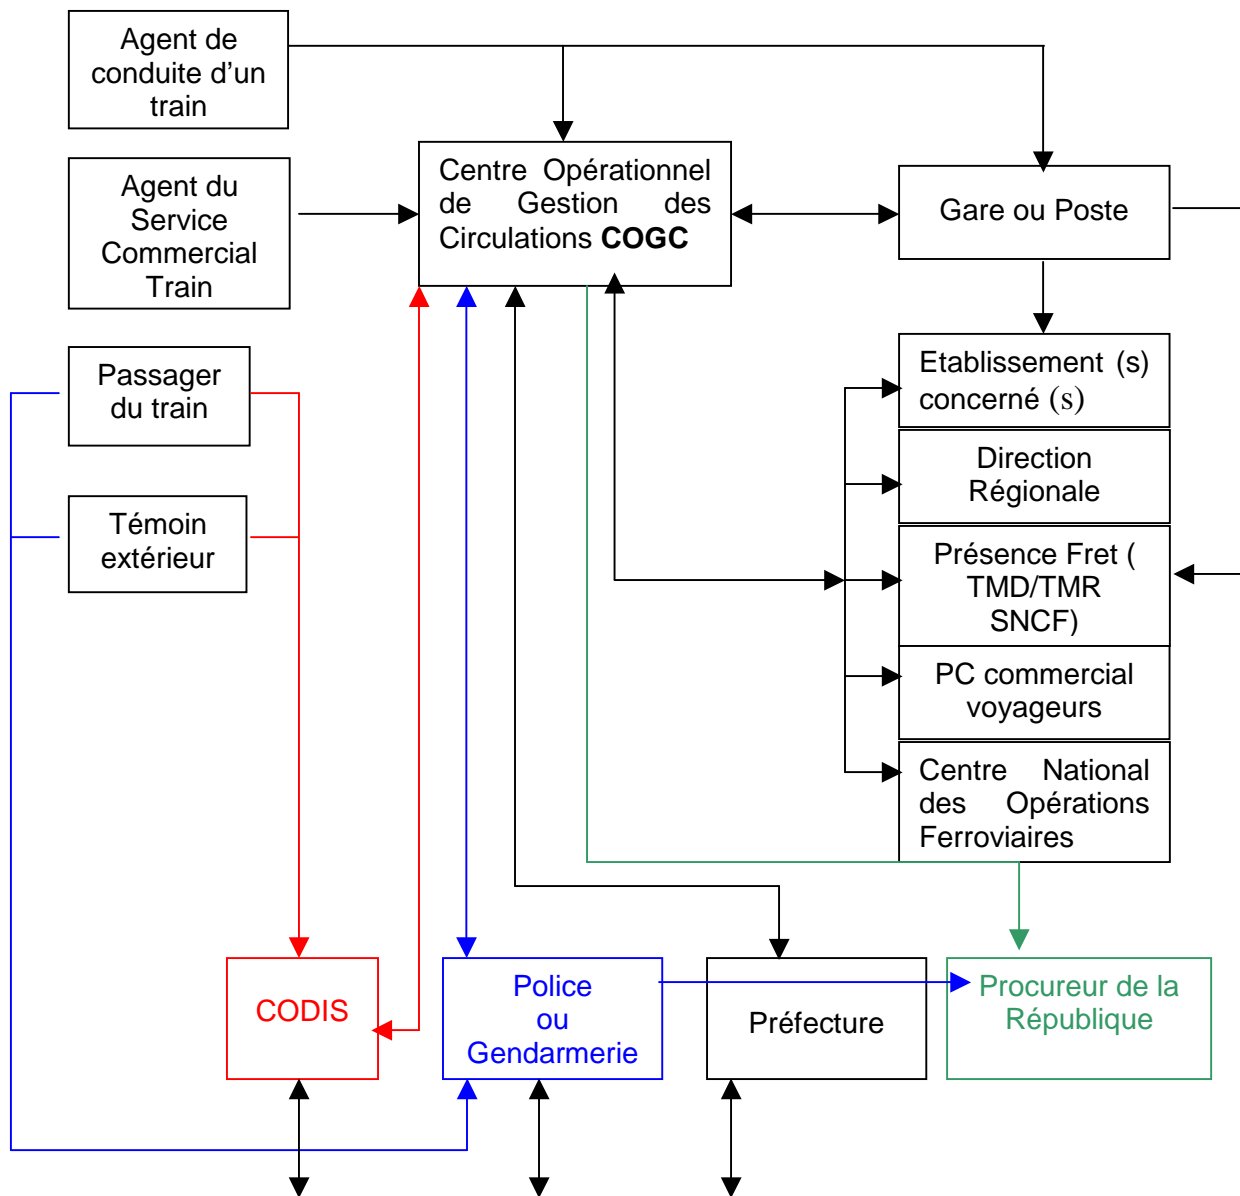 Agent de
conduite d'un
train
Centre Opérationnel
de Gestion des
Circulations COGC
Agent du
Service
Commercial
Train
Gare ou Poste
Passager
du train
Etablissement (s)
concerné (s)
Direction
Régionale
Témoin
extérieur
Présence Fret (
TMD/TMR
SNCF)
PC commercial
voyageurs
Centre National
des Opérations
Ferroviaires
CODIS
Police
ou
Gendarmerie
Préfecture
Procureur de la
République